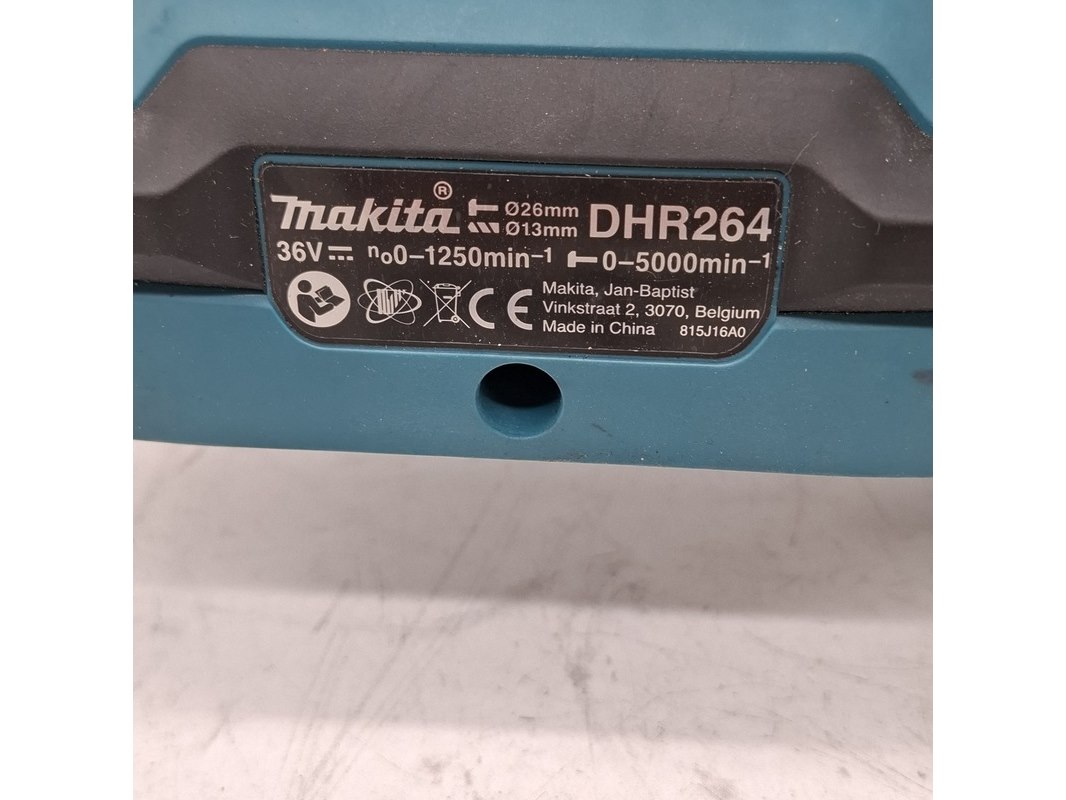 Makita® Ø26mm DHR264
Ø13mm
36V n₀0–1250min⁻¹ 0–5000min⁻¹
Makita, Jan-Baptist
Vinkstraat 2, 3070, Belgium
CE Made in China 815J16A0